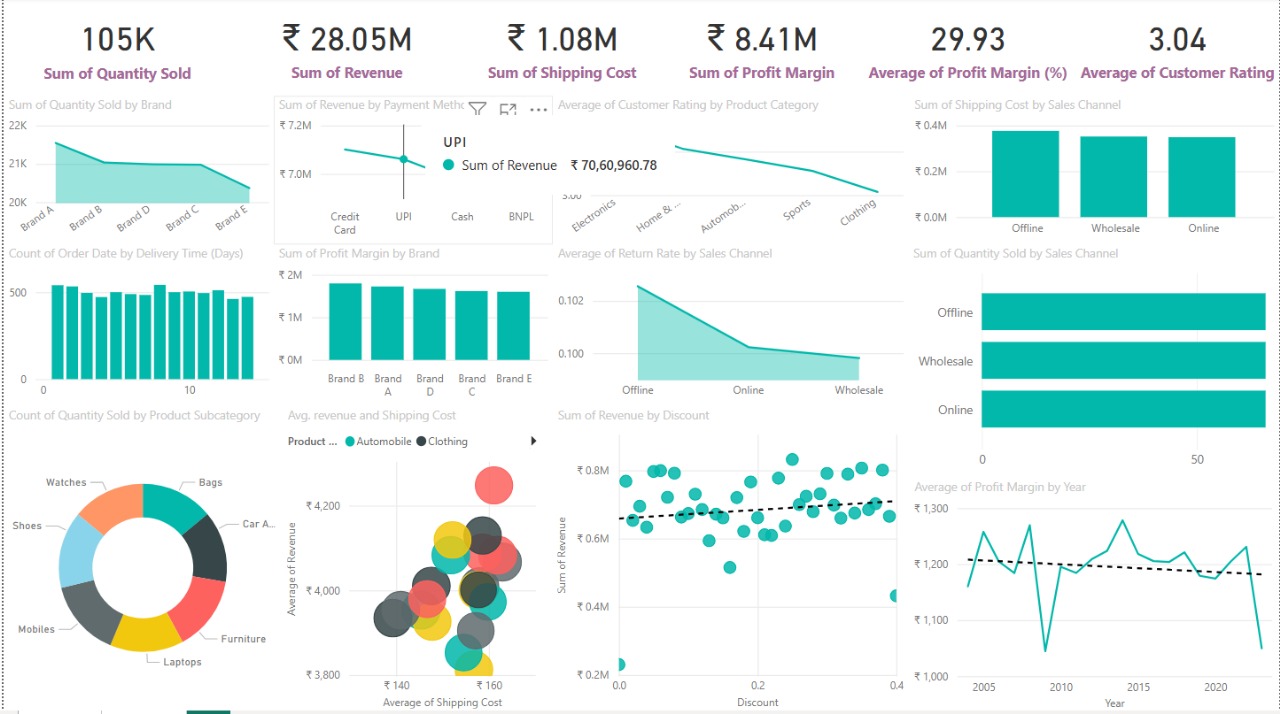 105K
Sum of Quantity Sold
₹ 28.05M
Sum of Revenue
₹ 1.08M
Sum of Shipping Cost
₹ 8.41M
Sum of Profit Margin
29.93
Average of Profit Margin (%)
3.04
Average of Customer Rating
Sum of Quantity Sold by Brand
22K
21K
20K
Brand A
Brand B
Brand D
Brand C
Brand E
Sum of Revenue by Payment Metho
₹ 7.2M
₹ 7.0M
Credit
Card
UPI
Cash
BNPL
UPI
Sum of Revenue ₹ 70,60,960.78
Average of Customer Rating by Product Category
3.00
Electronics
Home & ...
Automob...
Sports
Clothing
Sum of Shipping Cost by Sales Channel
₹ 0.4M
₹ 0.2M
₹ 0.0M
Offline
Wholesale
Online
Count of Order Date by Delivery Time (Days)
500
0
0
10
Sum of Profit Margin by Brand
₹ 2M
₹ 1M
₹ 0M
Brand B
Brand
A
Brand
D
Brand
C
Brand E
Average of Return Rate by Sales Channel
0.102
0.100
Offline
Online
Wholesale
Sum of Quantity Sold by Sales Channel
Offline
Wholesale
Online
0
50
Count of Quantity Sold by Product Subcategory
Watches
Bags
Shoes
Car A...
Mobiles
Furniture
Laptops
Avg. revenue and Shipping Cost
Product ... Automobile Clothing
Average of Revenue
₹ 4,200
₹ 4,000
₹ 3,800
₹ 140
₹ 160
Average of Shipping Cost
Sum of Revenue by Discount
Sum of Revenue
₹ 0.8M
₹ 0.6M
₹ 0.4M
₹ 0.2M
0.0
0.2
0.4
Discount
Average of Profit Margin by Year
₹ 1,300
₹ 1,200
₹ 1,100
₹ 1,000
2005
2010
2015
2020
Year